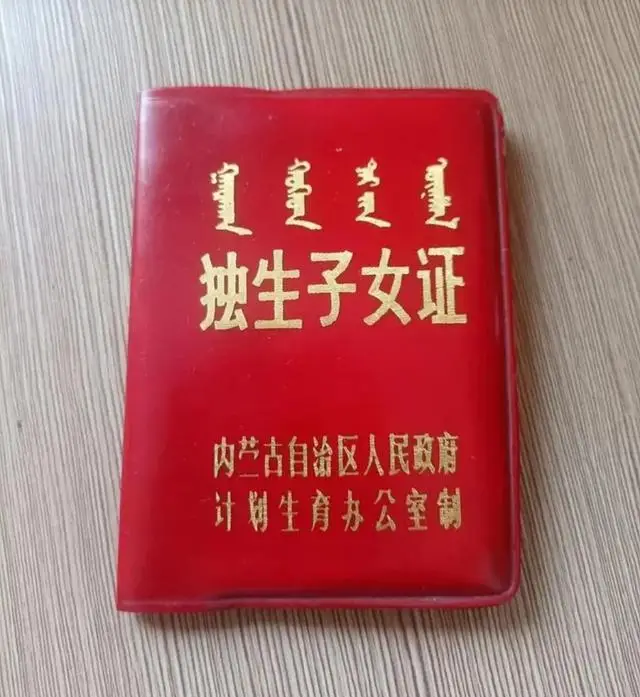 独生子女证
内蒙古自治区人民政府
计划生育办公室制